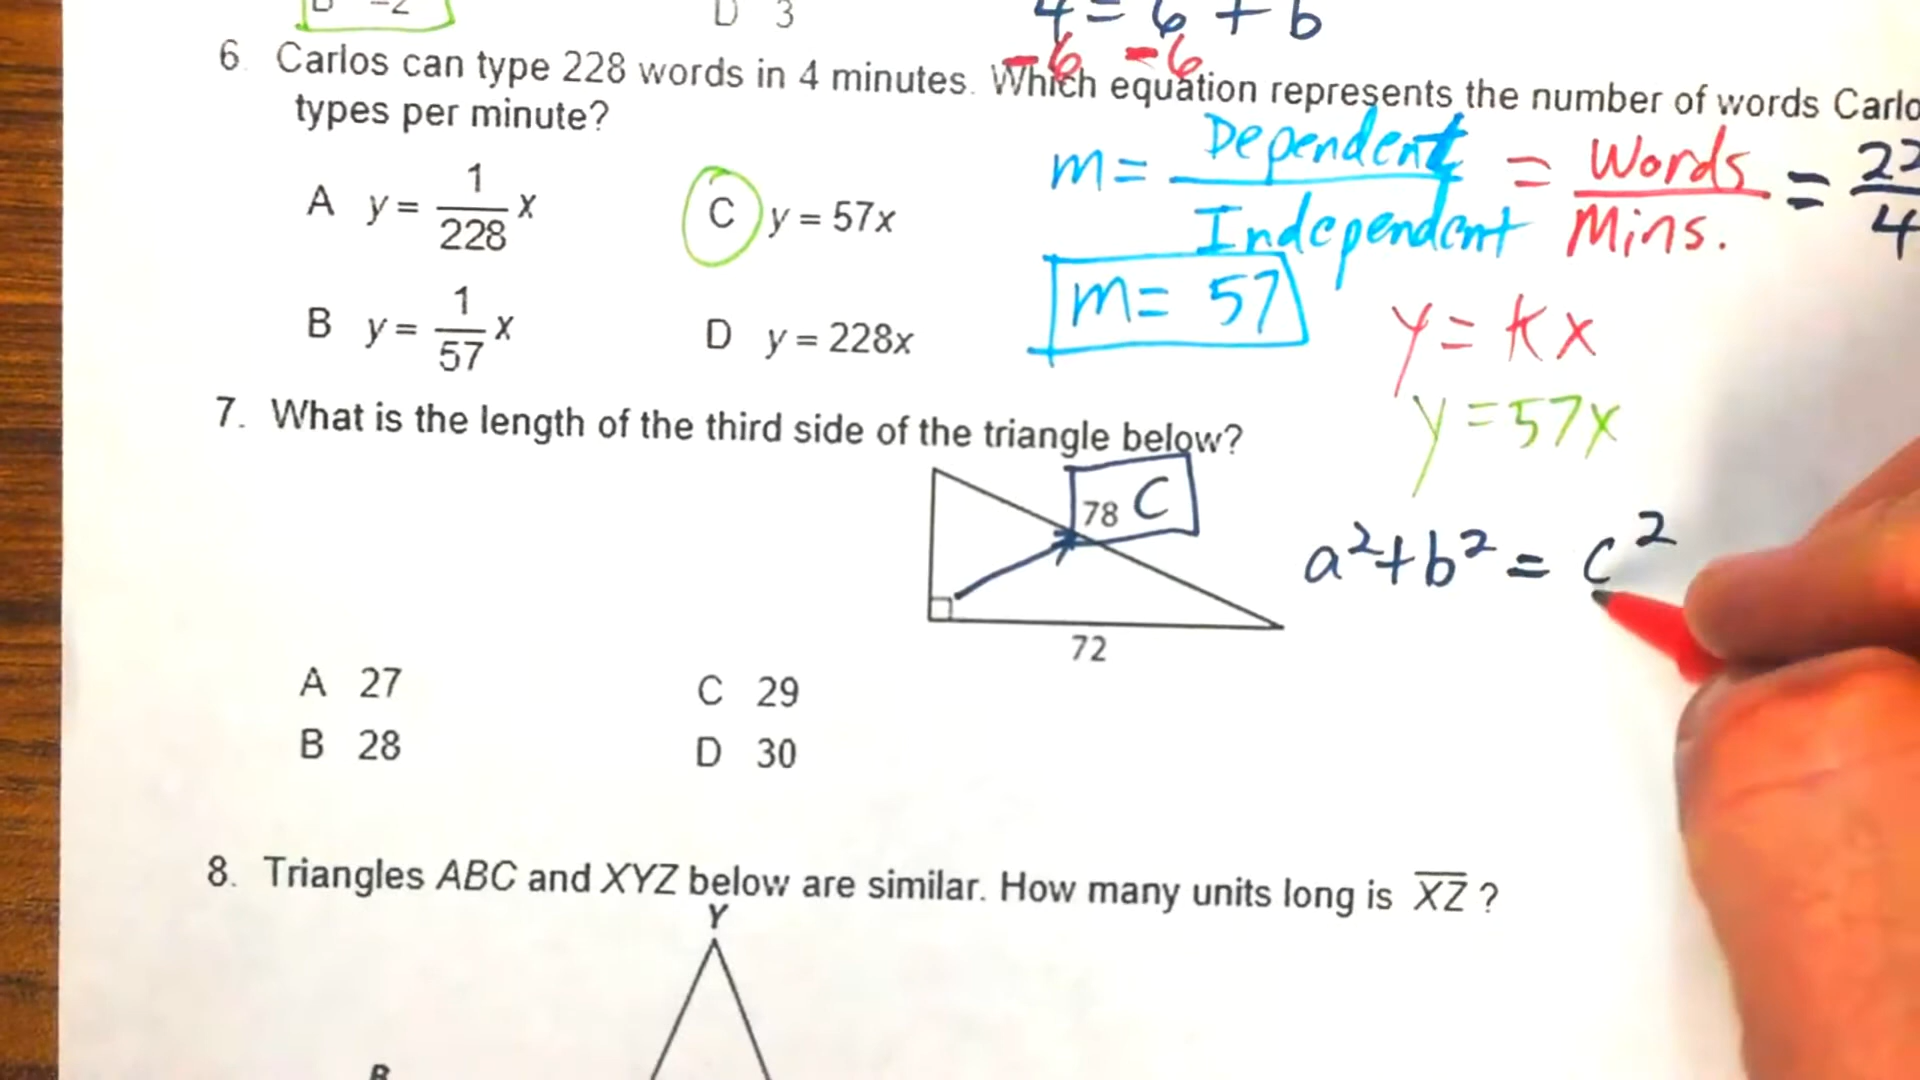 D 3
4 = 6 + b
-6 -6
6. Carlos can type 228 words in 4 minutes. Which equation represents the number of words
types per minute?
A y = 1/228 x
C y = 57x
B y = 1/57 x
D y = 228x
m = Dependent/Independent = Words/Mins. =
m = 57
y = kx
y = 57x
7. What is the length of the third side of the triangle below?
78 C
a²+b² = c²
72
A 27
C 29
B 28
D 30
8. Triangles ABC and XYZ below are similar. How many units long is XZ ?
Y
B